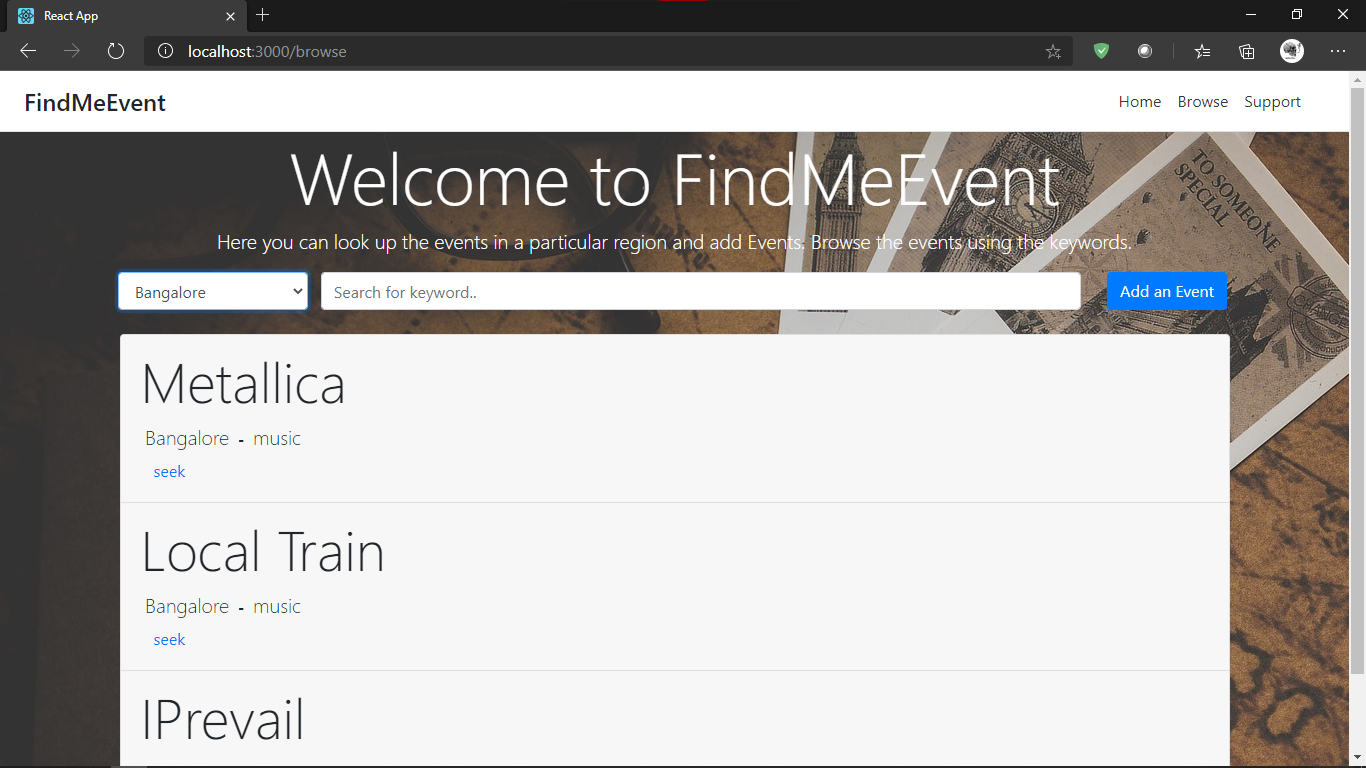 React App
localhost:3000/browse
FindMeEvent
Home Browse Support
Welcome to FindMeEvent
Here you can look up the events in a particular region and add Events. Browse the events using the keywords.
Bangalore Search for keyword.. Add an Event
TO SOMEONE
SPECIAL
Metallica
Bangalore - music
seek
Local Train
Bangalore - music
seek
IPrevail